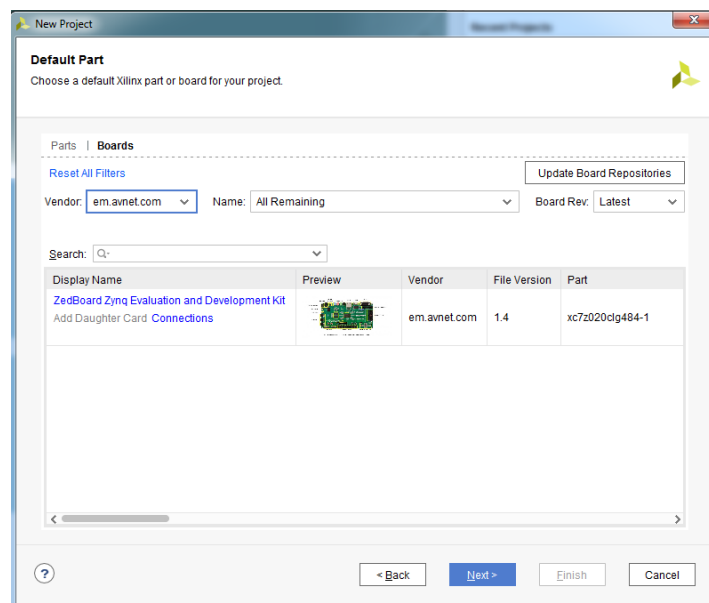 New Project
Recent Projects
Default Part
Choose a default Xilinx part or board for your project.
Parts | Boards
Reset All Filters
Update Board Repositories
Vendor: em.avnet.com Name: All Remaining Board Rev: Latest
Search: Q-
Display Name Preview Vendor File Version Part
ZedBoard Zynq Evaluation and Development Kit
Add Daughter Card Connections
em.avnet.com 1.4 xc7z020clg484-1
? < Back Next > Finish Cancel